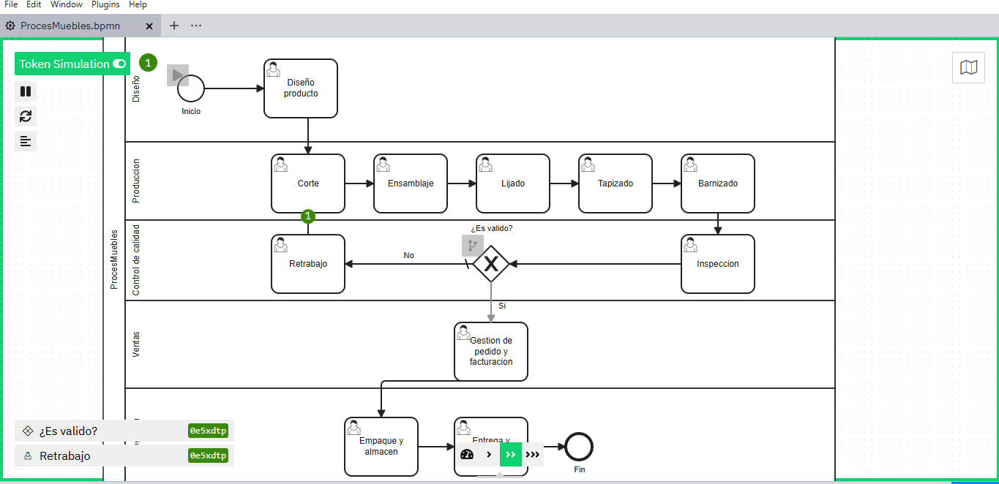 File Edit Window Plugins Help
ProcesMuebles.bpmn
Token Simulation
1
Diseño
Inicio
Diseño
producto
ProcesMuebles
Produccion
Corte
Ensamblaje
Lijado
Tapizado
Barnizado
1
Control de calidad
Retrabajo
No
¿Es valido?
X
Inspeccion
Si
Ventas
Gestion de
pedido y
facturacion
Empaque y
almacen
Entrega y
Fin
¿Es valido? 0e5xdtp
Retrabajo 0e5xdtp